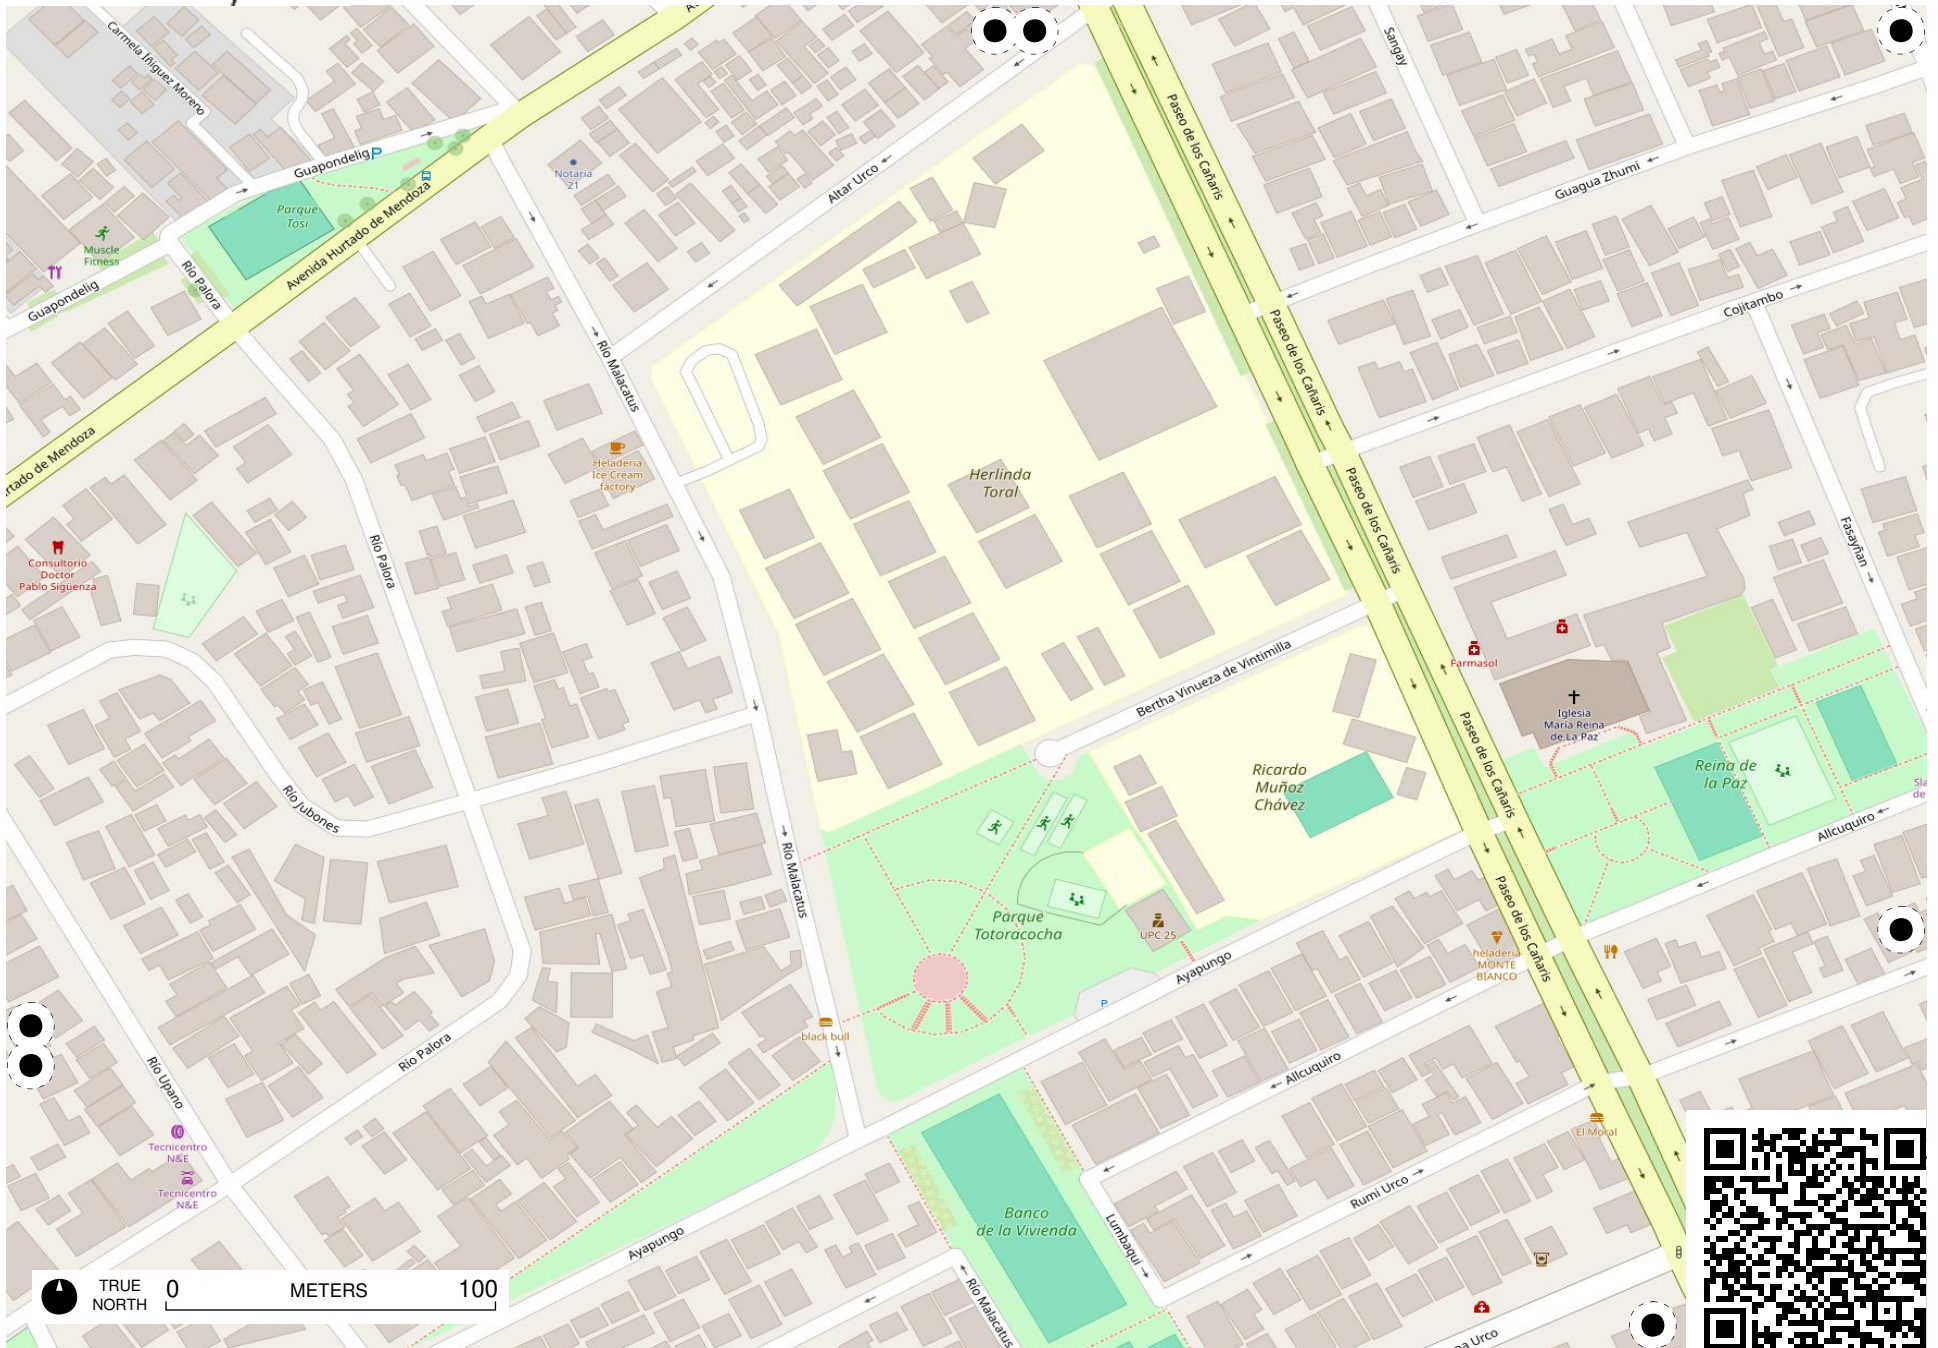 Carmela Íñiguez Moreno
Sangay
Paseo de los Cañaris
Guapondelig
P
Notaría
21
Altar Urco
Guagua Zhumi
Parque
Tosi
Avenida Hurtado de Mendoza
Muscle
Fitness
Río Palora
Guapondelig
Cojitambo
Paseo de los Cañaris
Río Malacatus
rtado de Mendoza
Heladería
Ice Cream
factory
Herlinda
Toral
Paseo de los Cañaris
Río Palora
Fasayñan
Consultorio
Doctor
Pablo Sigüenza
Farmasol
Bertha Vinueza de Vintimilla
Iglesia
María Reina
de La Paz
Paseo de los Cañaris
Reina de
la Paz
Ricardo
Muñoz
Chávez
Río Jubones
Sla
de
Allcuquiro
Río Malacatus
Parque
Totoracocha
UPC 25
Paseo de los Cañaris
heladería
MONTE
BIANCO
Ayapungo
P
black bull
Río Palora
Allcuquiro
Río Upano
El Moral
Tecnicentro
N&E
Tecnicentro
N&E
Rumi Urco
Banco
de la Vivienda
Lumbaqui
Ayapungo
Río Malacatus
na Urco
TRUE
NORTH
0 METERS 100